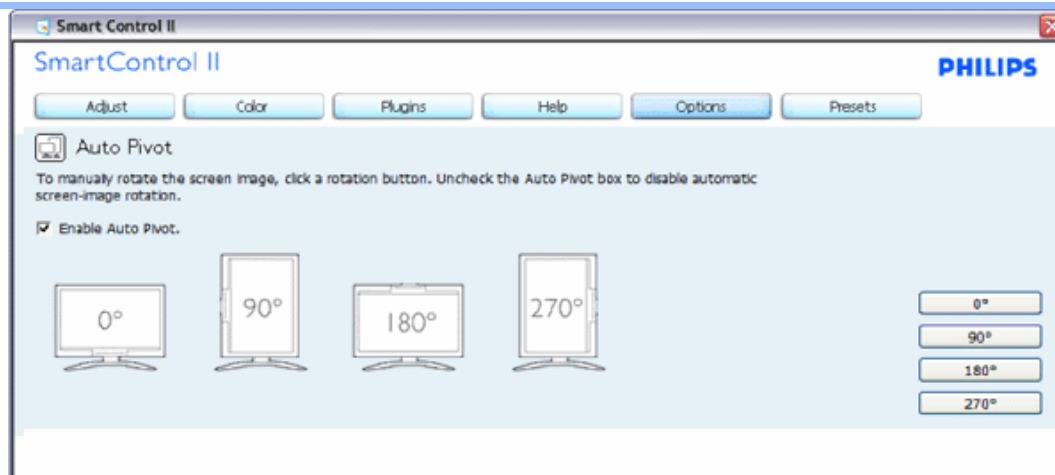 Smart Control II
SmartControl II
PHILIPS
Adjust Color Plugins Help Options Presets
Auto Pivot
To manually rotate the screen image, click a rotation button. Uncheck the Auto Pivot box to disable automatic
screen-image rotation.
Enable Auto Pivot.
0° 90° 180° 270°
0°
90°
180°
270°